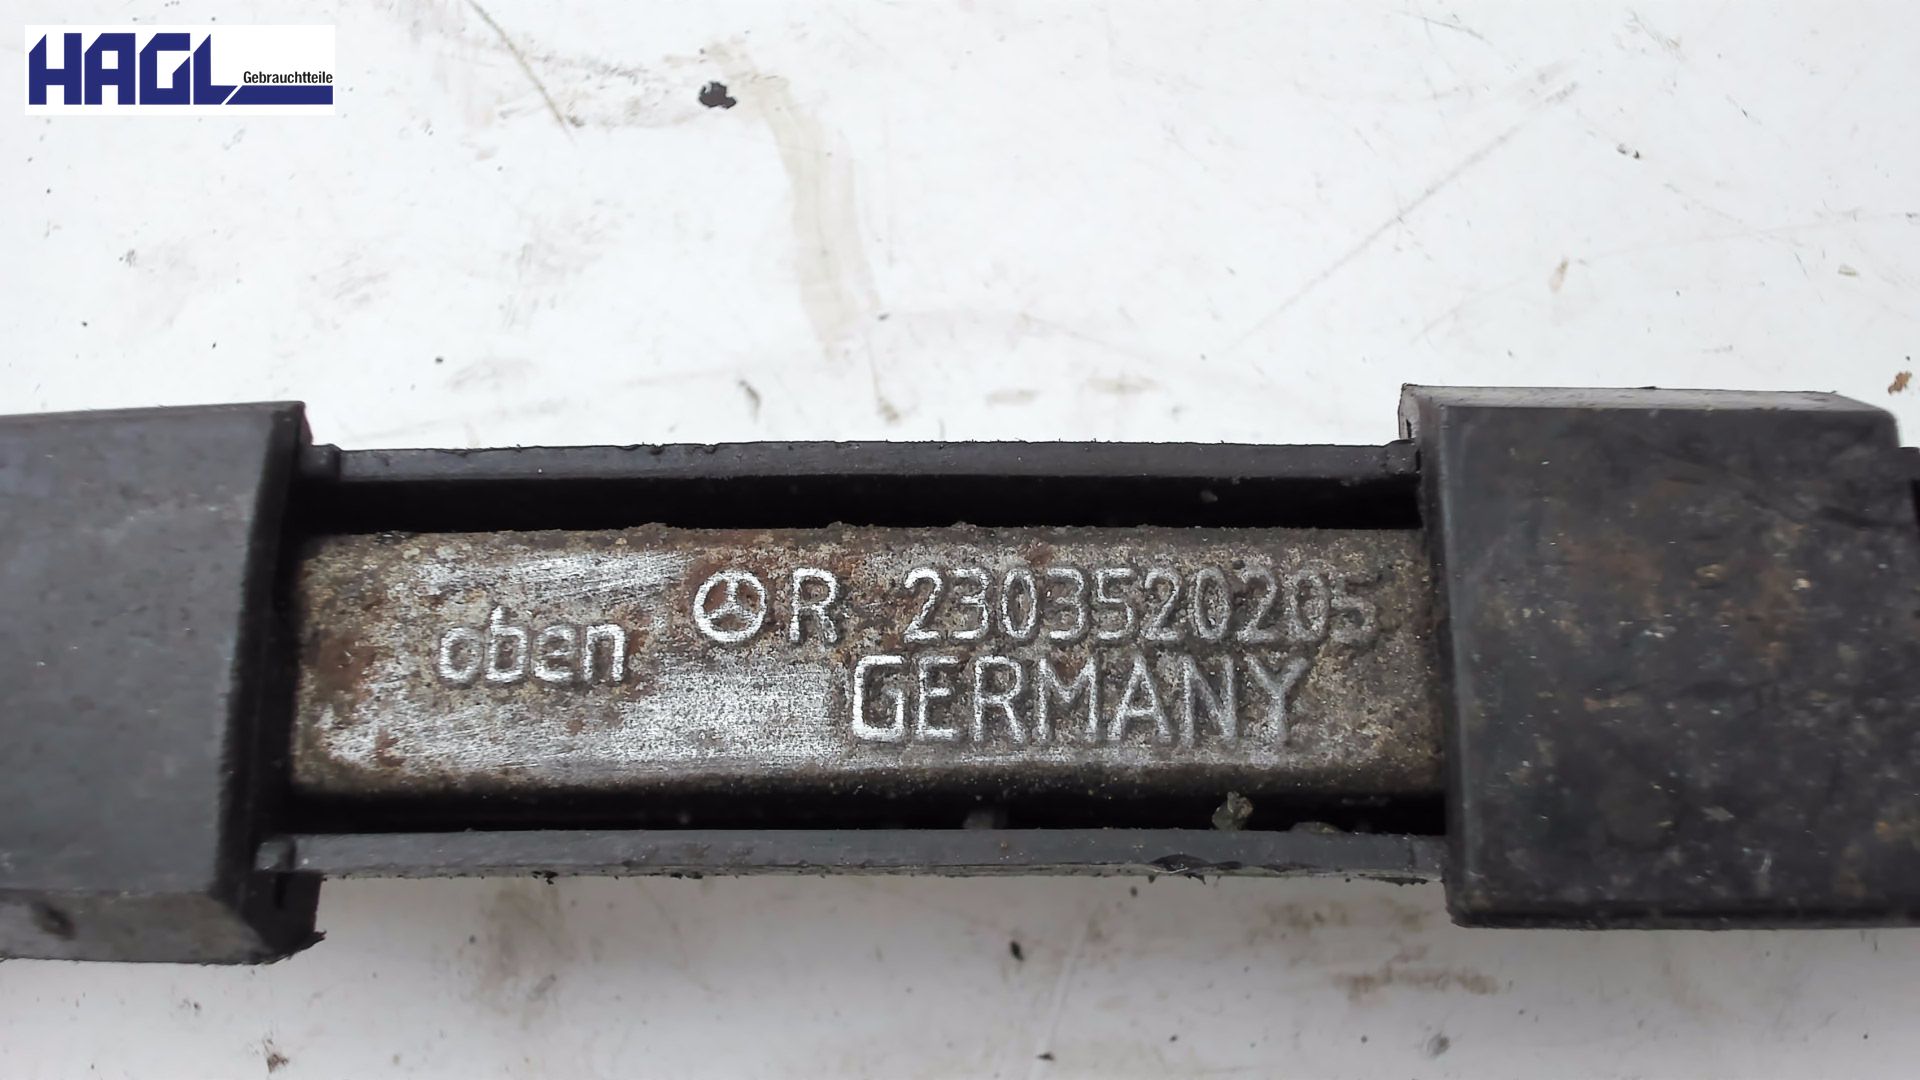 HAGL
Gebrauchtteile
oben
R 2303520205
GERMANY